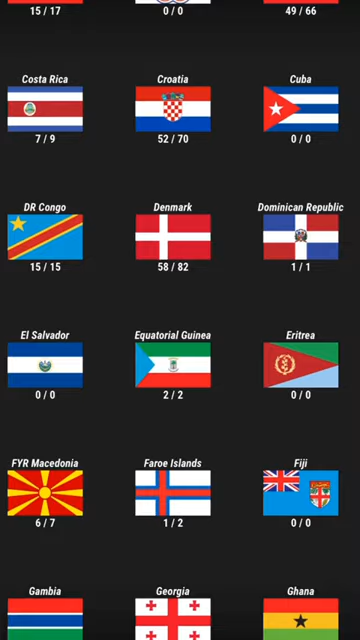 15 / 17
0 / 0
49 / 66
Costa Rica
Croatia
Cuba
7 / 9
52 / 70
0 / 0
DR Congo
Denmark
Dominican Republic
15 / 15
58 / 82
1 / 1
El Salvador
Equatorial Guinea
Eritrea
0 / 0
2 / 2
0 / 0
FYR Macedonia
Faroe Islands
Fiji
6 / 7
1 / 2
0 / 0
Gambia
Georgia
Ghana